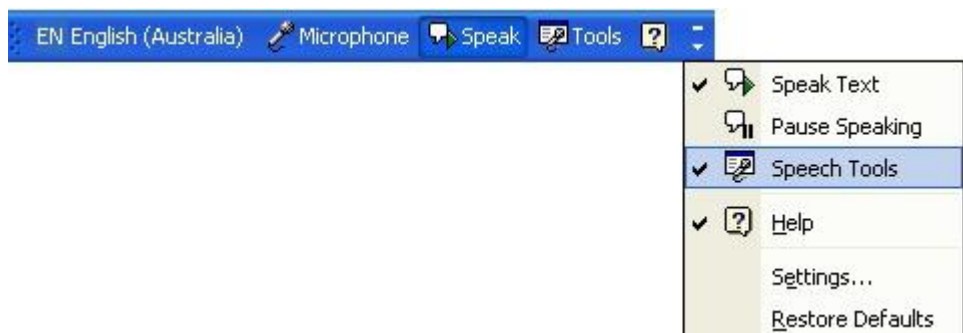 EN English (Australia) Microphone Speak Tools ?
Speak Text
Pause Speaking
Speech Tools
? Help
Settings...
Restore Defaults